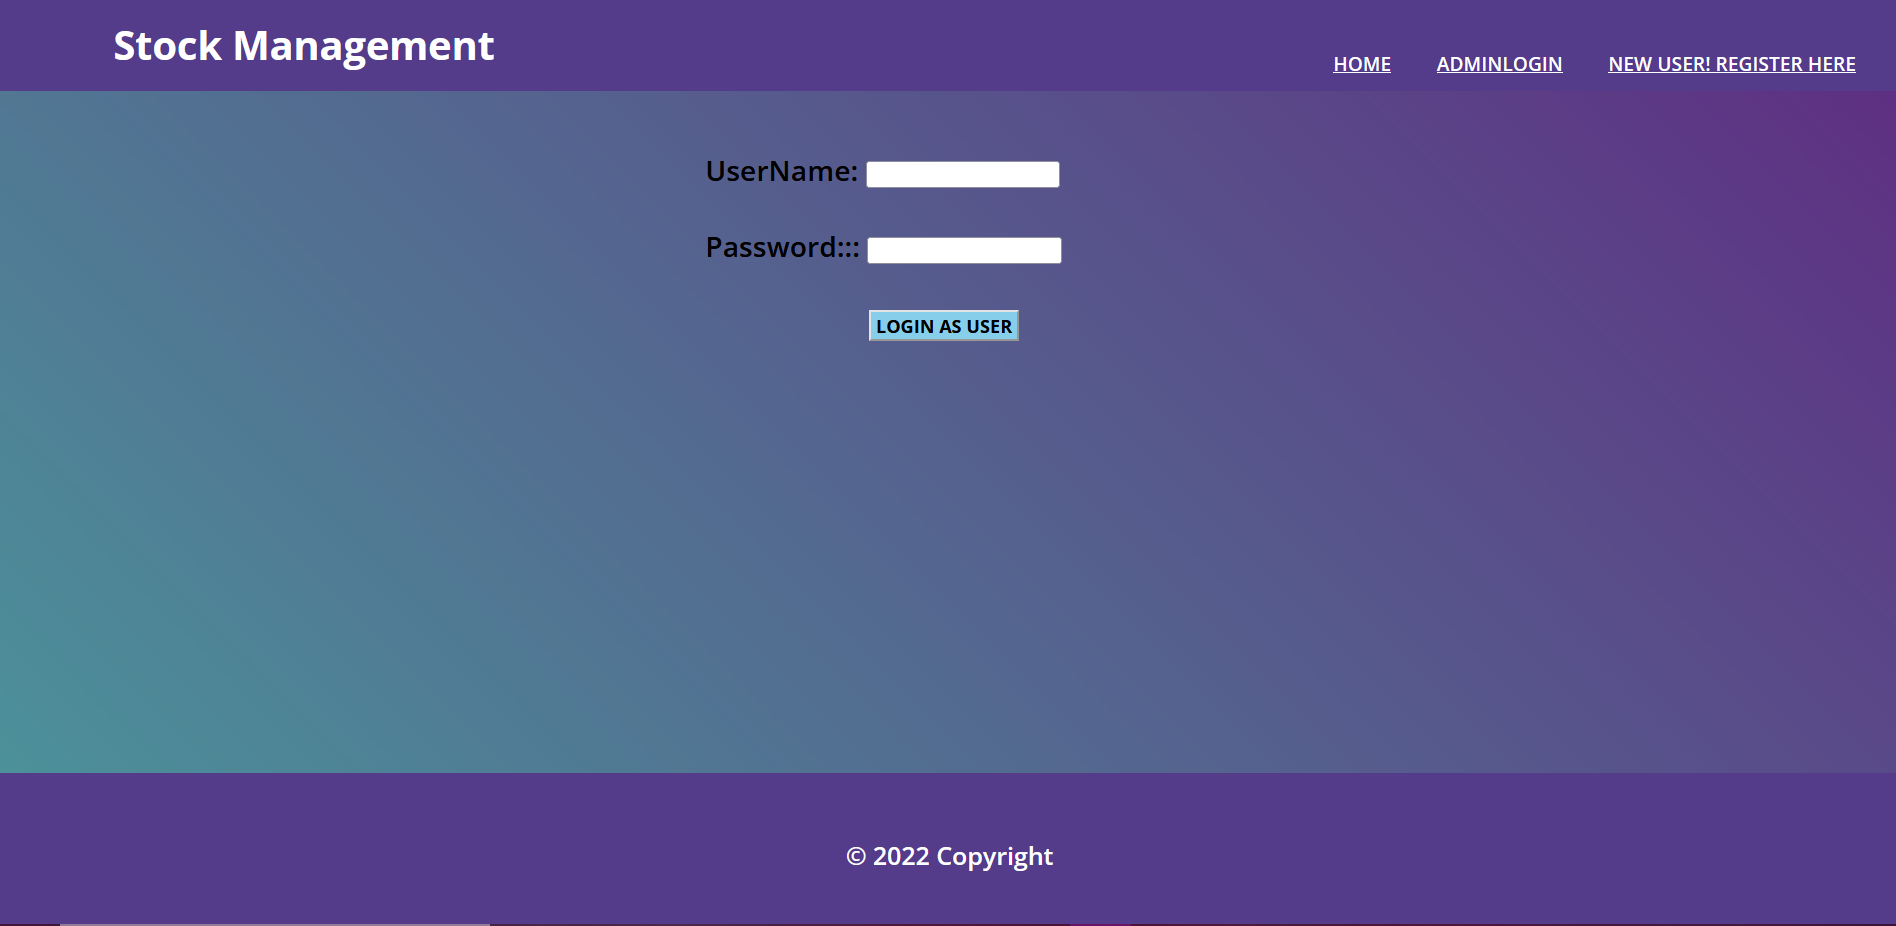 Stock Management
HOME ADMINLOGIN NEW USER! REGISTER HERE
UserName:
Password:::
LOGIN AS USER
© 2022 Copyright